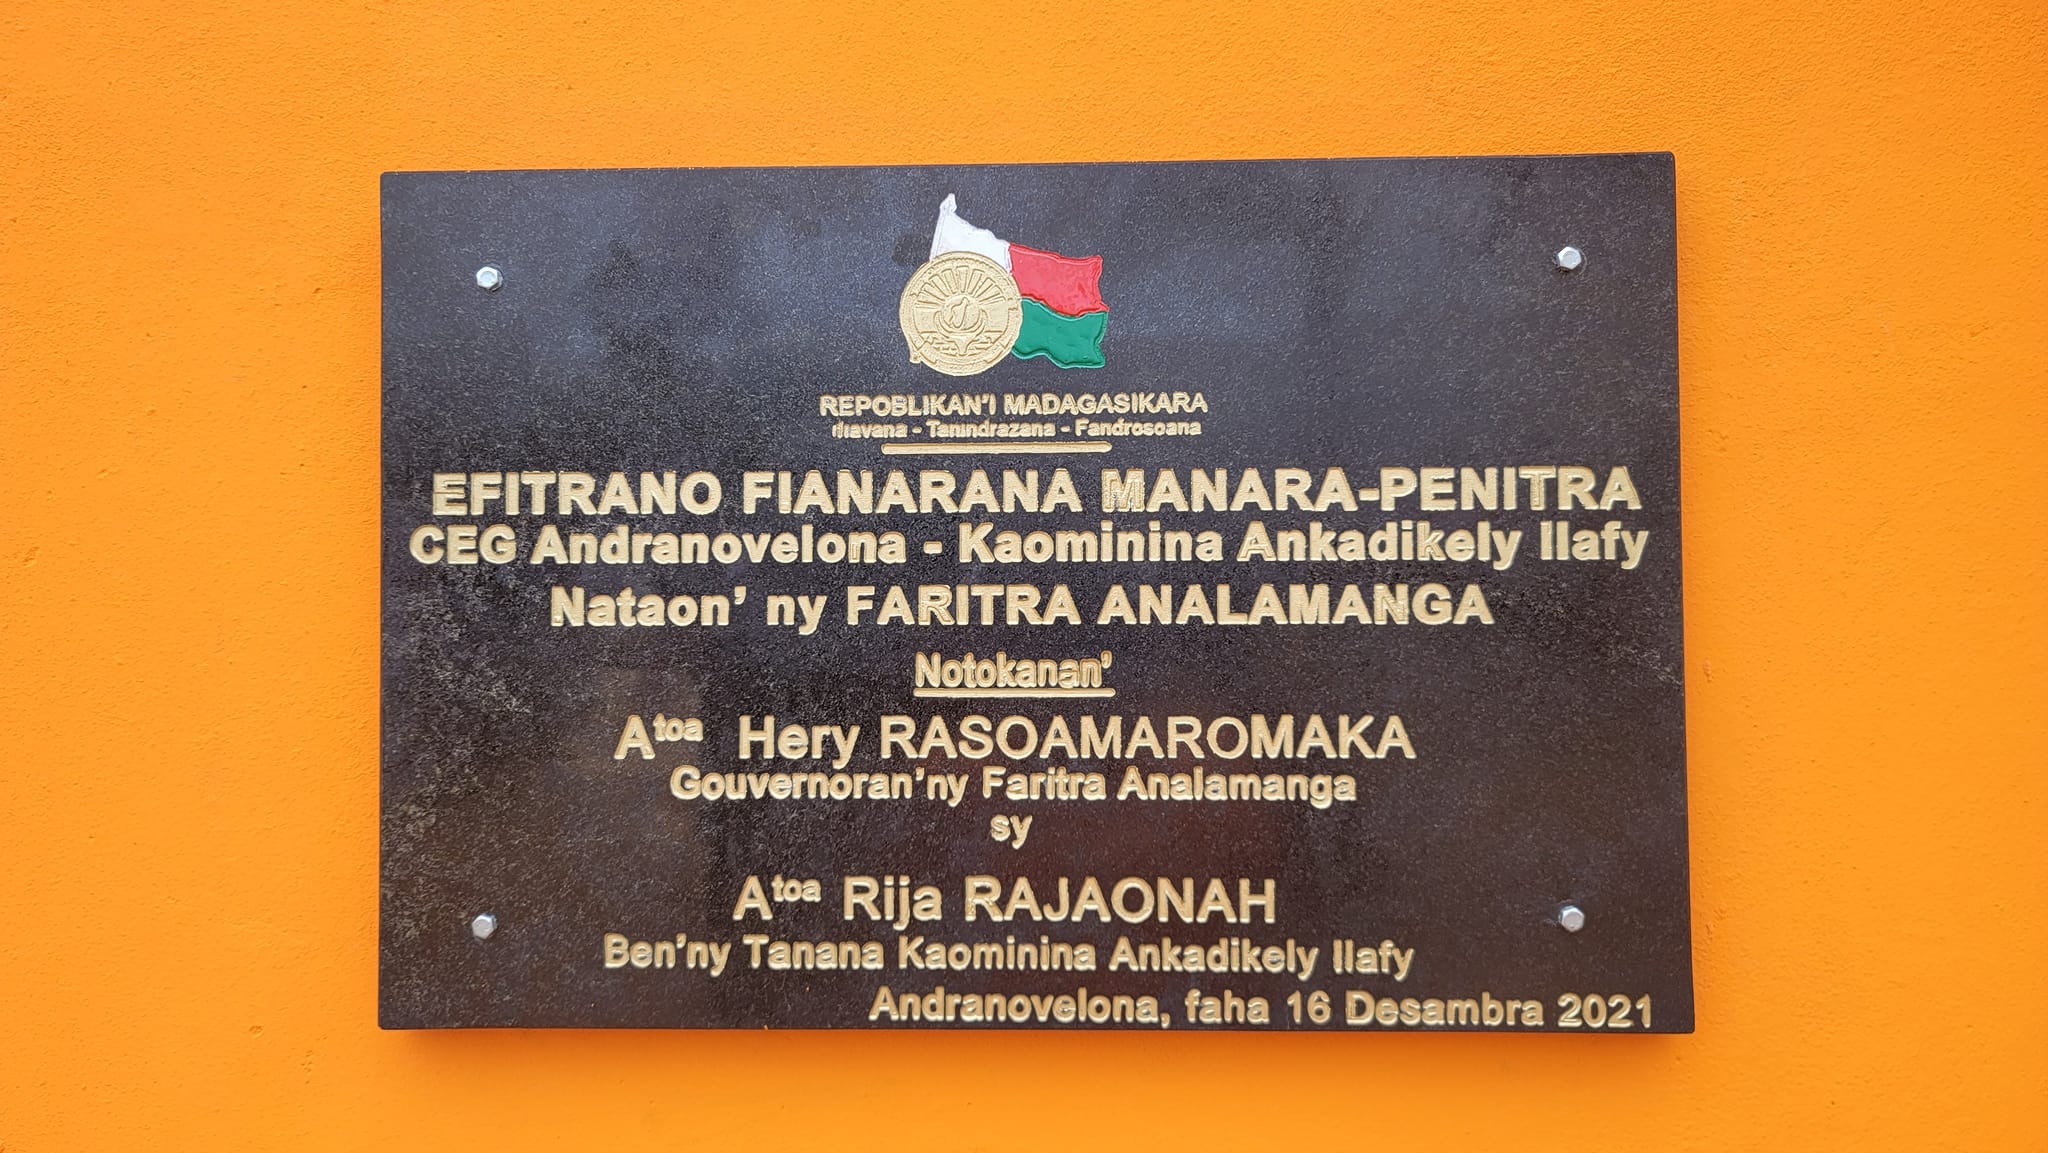 REPOBLIKAN'I MADAGASIKARA
- Tanindrazana - Fandrosoana
EFITRANO FIANARANA MANARA-PENITRA
CEG Andranovelona - Kaominina Ankadikely Ilafy
Nataon' ny FARITRA ANALAMANGA
Notokanan'
Atoa Hery RASOAMAROMAKA
Gouvernoran'ny Faritra Analamanga
sy
Atoa Rija RAJAONAH
Ben'ny Tanana Kaominina Ankadikely Ilafy
Andranovelona, faha 16 Desambra 2021